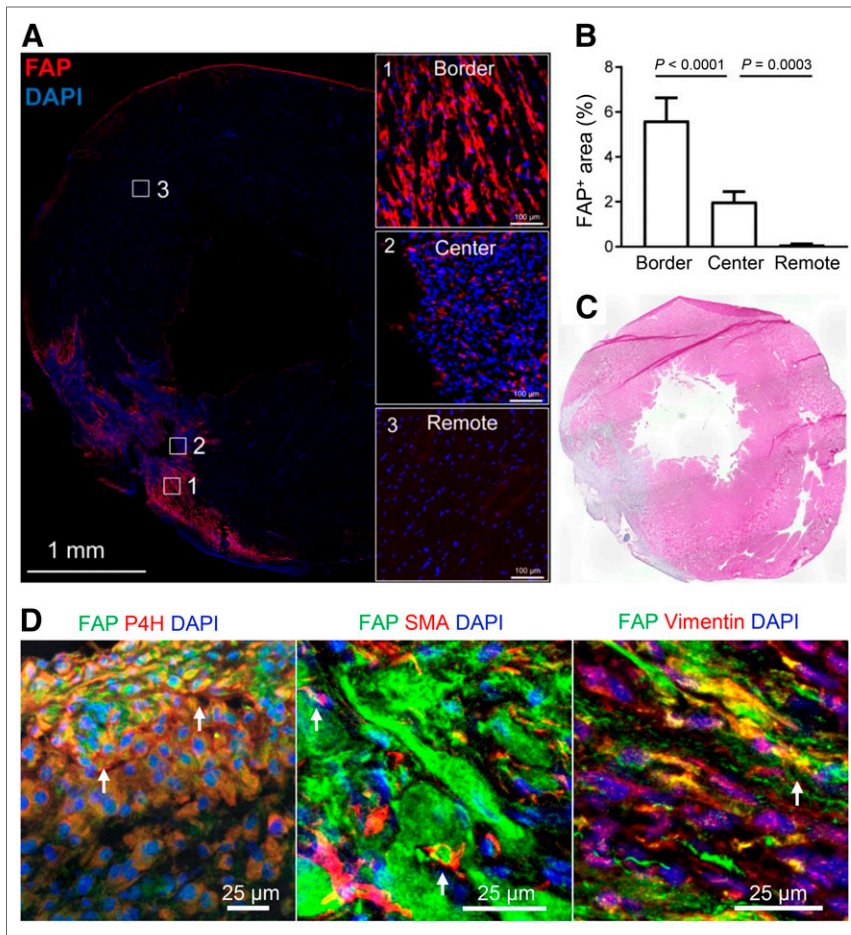 A
FAP
DAPI
3
2
1
1 mm
1 Border
100 µm
2 Center
100 µm
3 Remote
100 µm
B
P < 0.0001
P = 0.0003
FAP+ area (%)
8
6
4
2
0
Border Center Remote
C
D
FAP P4H DAPI
25 µm
FAP SMA DAPI
25 µm
FAP Vimentin DAPI
25 µm